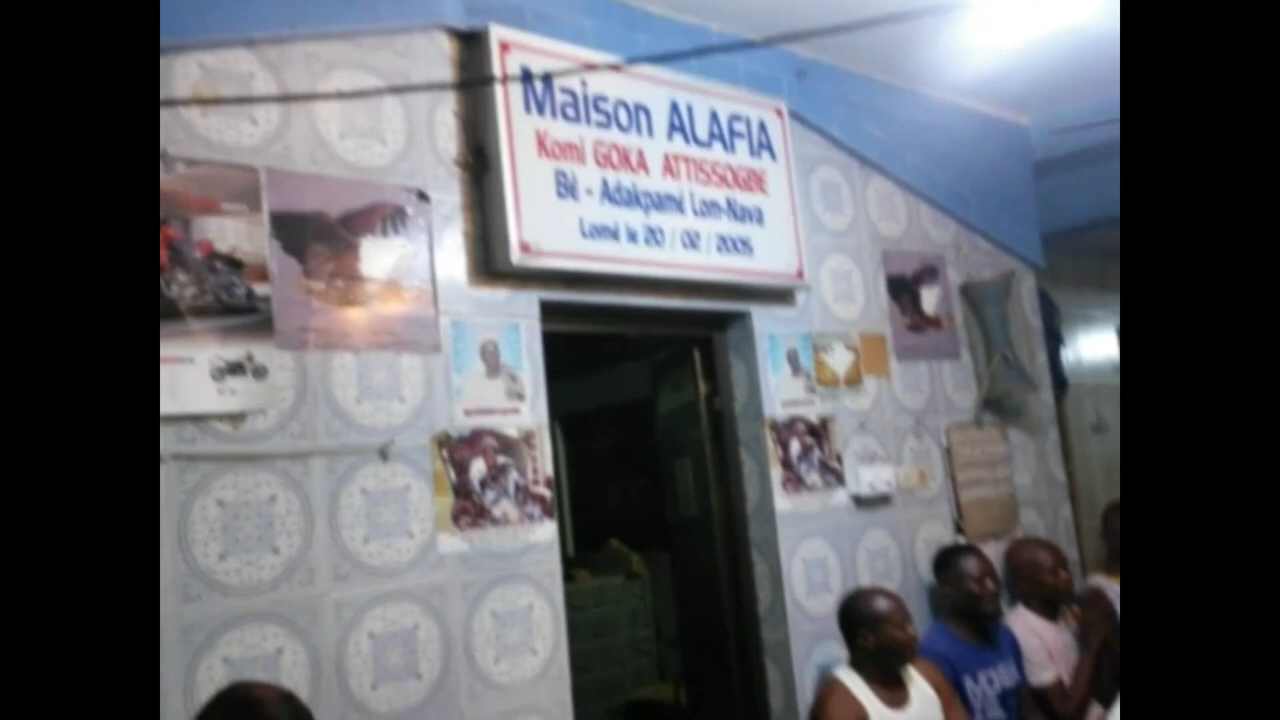 Maison ALAFIA
Komi GOKA ATTISSOGBE
Bè - Adakpamé Lom-Nava
Lomé le 20 / 02 / 2005